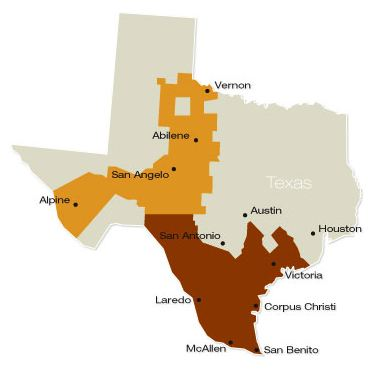 Vernon
Abilene
San Angelo
Texas
Alpine
Austin
San Antonio
Houston
Victoria
Laredo
Corpus Christi
McAllen
San Benito